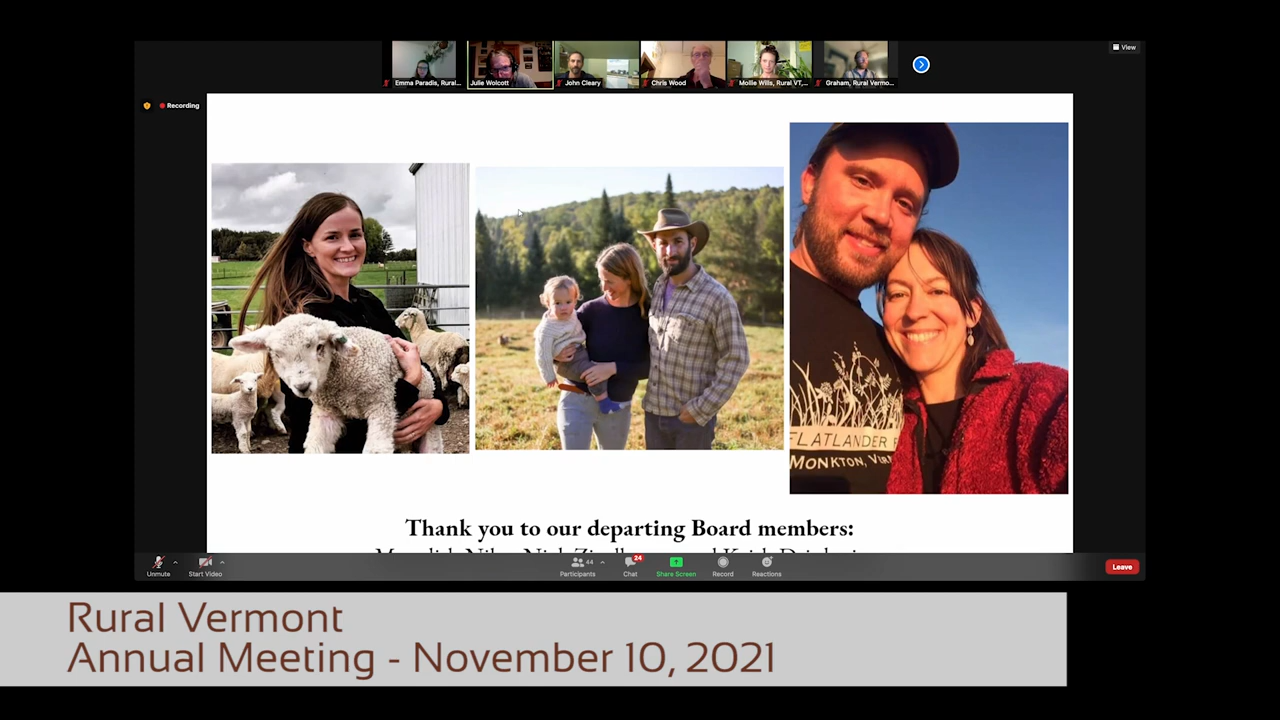 View
Emma Paradis, Rural...
Julie Wolcott
John Cleary
Chris Wood
Mollie Wills, Rural VT,...
Graham, Rural Vermo...
Recording
FLATLANDER
MONKTON,
Thank you to our departing Board members:
Unmute
Start Video
44
Participants
24
Chat
Share Screen
Record
Reactions
Leave
Rural Vermont
Annual Meeting - November 10, 2021